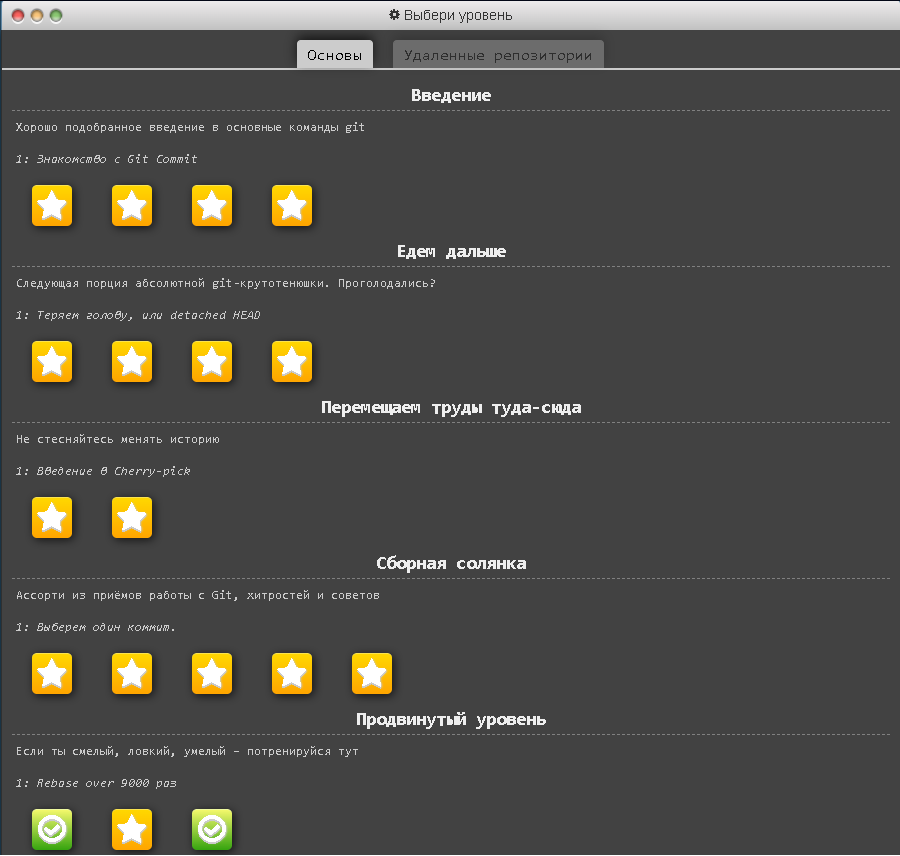 Выбери уровень
Основы
Удаленные репозитории
Введение
Хорошо подобранное введение в основные команды git
1: Знакомство с Git Commit
Едем дальше
Следующая порция абсолютной git-крутотенюшки. Проголодались?
1: Теряем голову, или detached HEAD
Перемещаем труды туда-сюда
Не стесняйтесь менять историю
1: Введение в Cherry-pick
Сборная солянка
Ассорти из приёмов работы с Git, хитростей и советов
1: Выберем один коммит.
Продвинутый уровень
Если ты смелый, ловкий, умелый – потренируйся тут
1: Rebase over 9000 раз